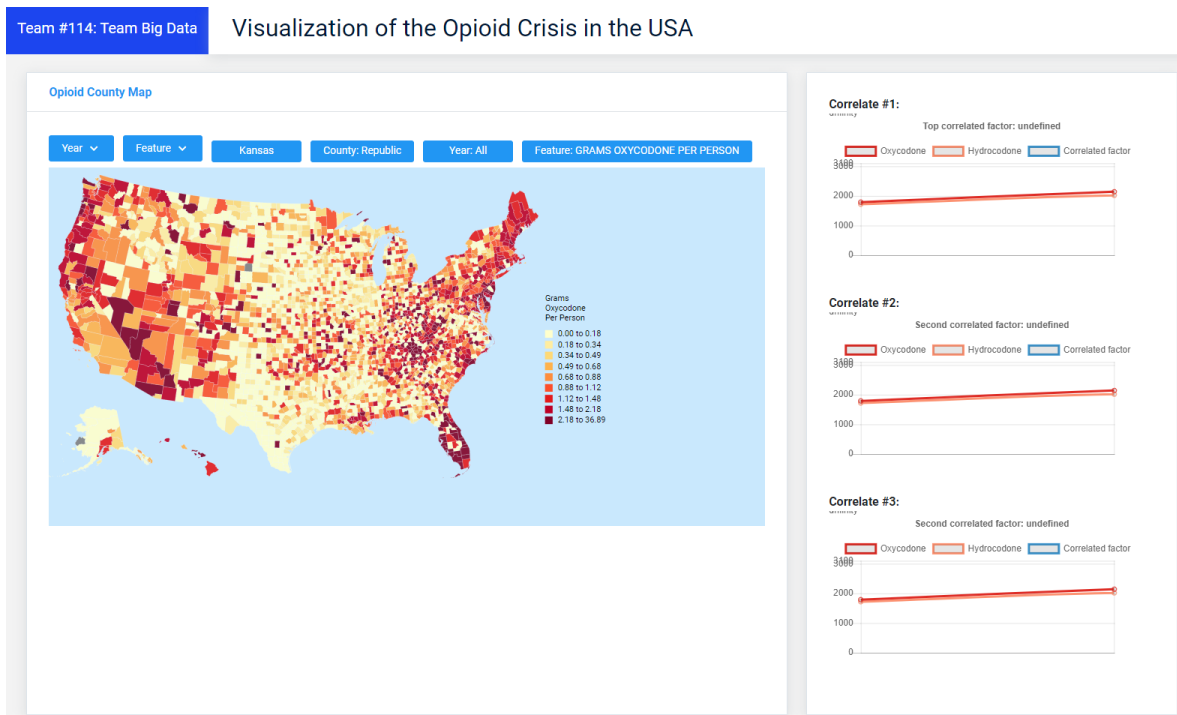 Team #114: Team Big Data
Visualization of the Opioid Crisis in the USA
Opioid County Map
Year
Feature
Kansas
County: Republic
Year: All
Feature: GRAMS OXYCODONE PER PERSON
Grams
Oxycodone
Per Person
0.00 to 0.18
0.18 to 0.34
0.34 to 0.49
0.49 to 0.68
0.68 to 0.88
0.88 to 1.12
1.12 to 1.48
1.48 to 2.18
2.18 to 36.89
Correlate #1:
Top correlated factor: undefined
Oxycodone Hydrocodone Correlated factor
3100
3000
2000
1000
0
Correlate #2:
Second correlated factor: undefined
Oxycodone Hydrocodone Correlated factor
3100
3000
2000
1000
0
Correlate #3:
Second correlated factor: undefined
Oxycodone Hydrocodone Correlated factor
3100
3000
2000
1000
0